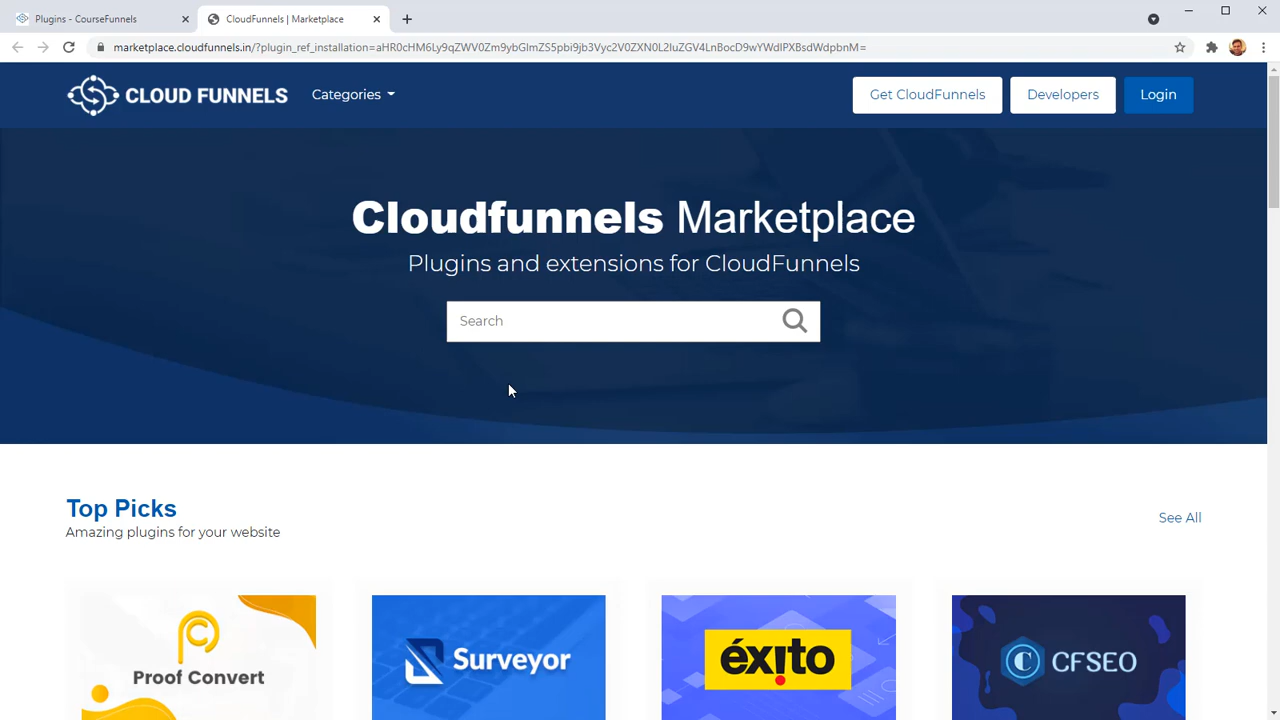 Plugins - CourseFunnels
CloudFunnels | Marketplace
marketplace.cloudfunnels.in/?plugin_ref_installation=aHR0cHM6Ly9qZWV0Zm9ybGlmZS5pbi9jb3Vyc2V0ZXN0L2luZGV4LnBocD9wYWdlPXBsdWdpbnM=
CLOUD FUNNELS
Categories
Get CloudFunnels
Developers
Login
Cloudfunnels Marketplace
Plugins and extensions for CloudFunnels
Search
Top Picks
Amazing plugins for your website
See All
Proof Convert
Surveyor
éxito
CFSEO